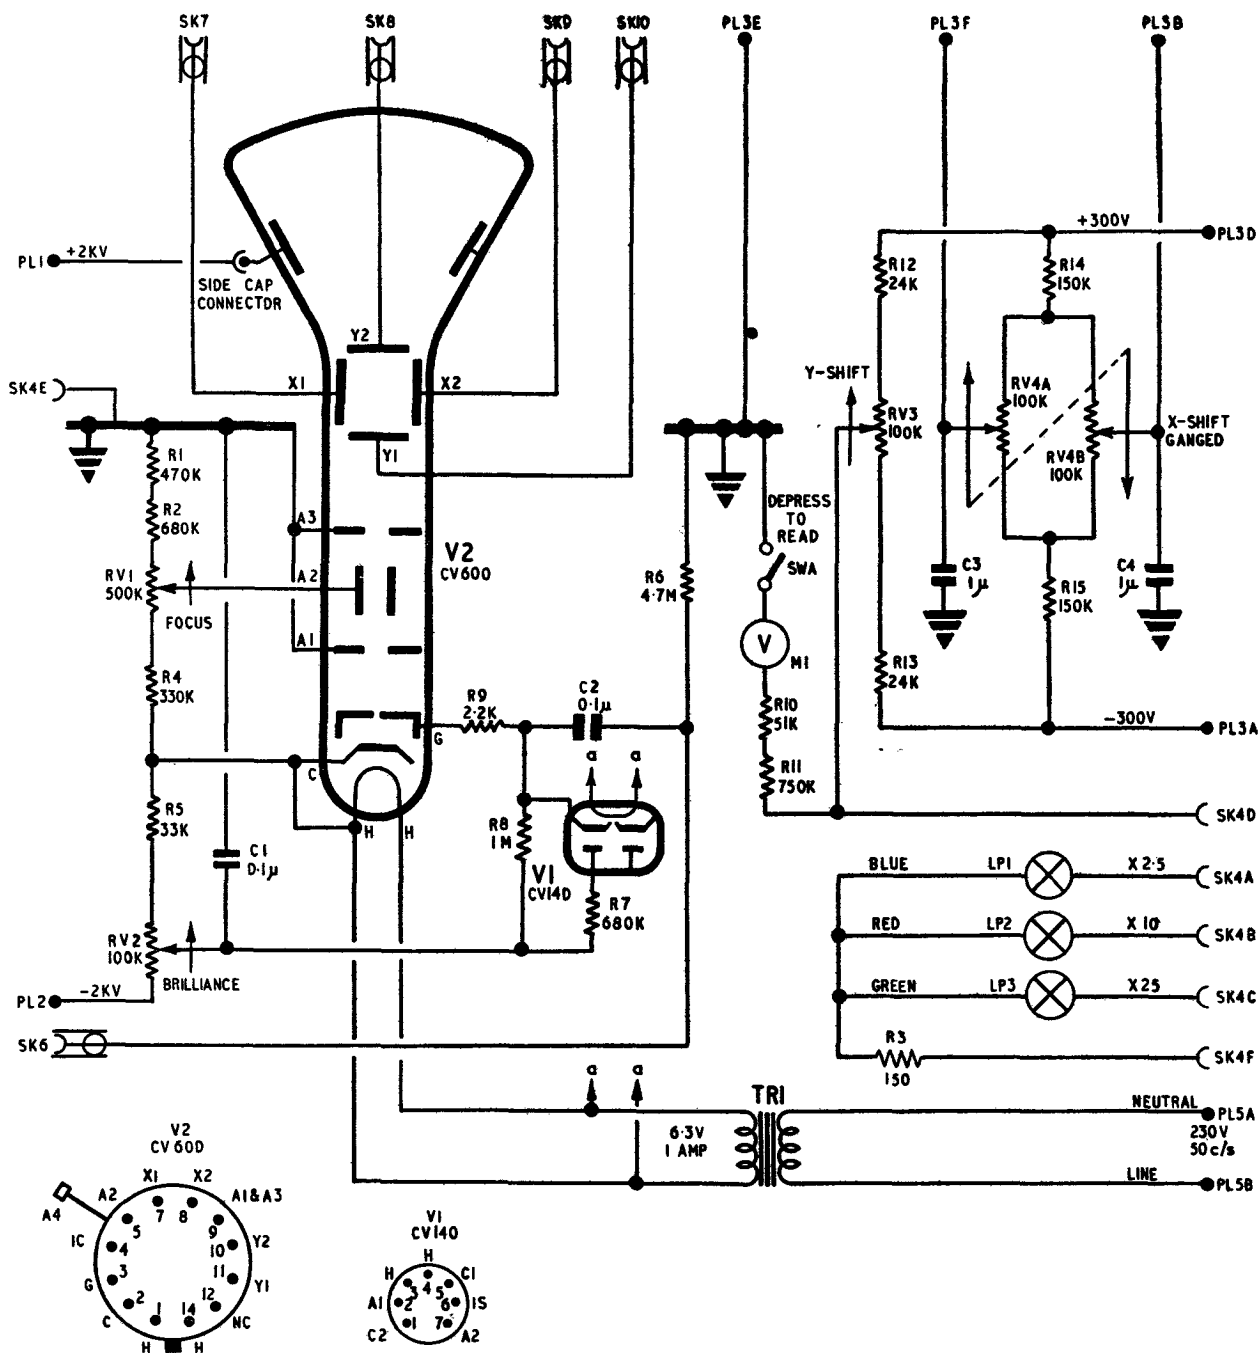 SK7
SK8
SK9
SK10
PL3E
PL3F
PL3B
PL1
+2KV
SIDE CAP
CONNECTOR
+300V
PL3D
R12
24K
R14
150K
Y2
X1
X2
Y1
SK4E
Y-SHIFT
RV3
100K
RV4A
100K
RV4B
100K
X-SHIFT
GANGED
R1
470K
R2
680K
A3
RV1
500K
A2
FOCUS
V2
CV600
A1
R4
330K
R6
4·7M
DEPRESS
TO
READ
SWA
V
M1
C3
1μ
R15
150K
C4
1μ
R13
24K
R10
51K
R11
750K
-300V
PL3A
R9
2·2K
C2
0·1μ
G
C
H
H
a
a
R5
33K
C1
0·1μ
R8
1M
V1
CV140
R7
680K
SK4D
BLUE
LP1
X 2·5
SK4A
RED
LP2
X 10
SK4B
GREEN
LP3
X 25
SK4C
R3
150
SK4F
RV2
100K
BRILLIANCE
PL2
-2KV
SK6
a
a
TR1
6·3V
1 AMP
NEUTRAL
PL5A
230V
50c/s
LINE
PL5B
V2
CV600
X1
X2
A2
A1&A3
A4
IC
Y2
G
Y1
C
NC
H
H
7
8
5
9
4
10
3
11
2
12
1
14
V1
CV140
H
H
C1
A1
IS
C2
A2
3
4
5
2
6
1
7